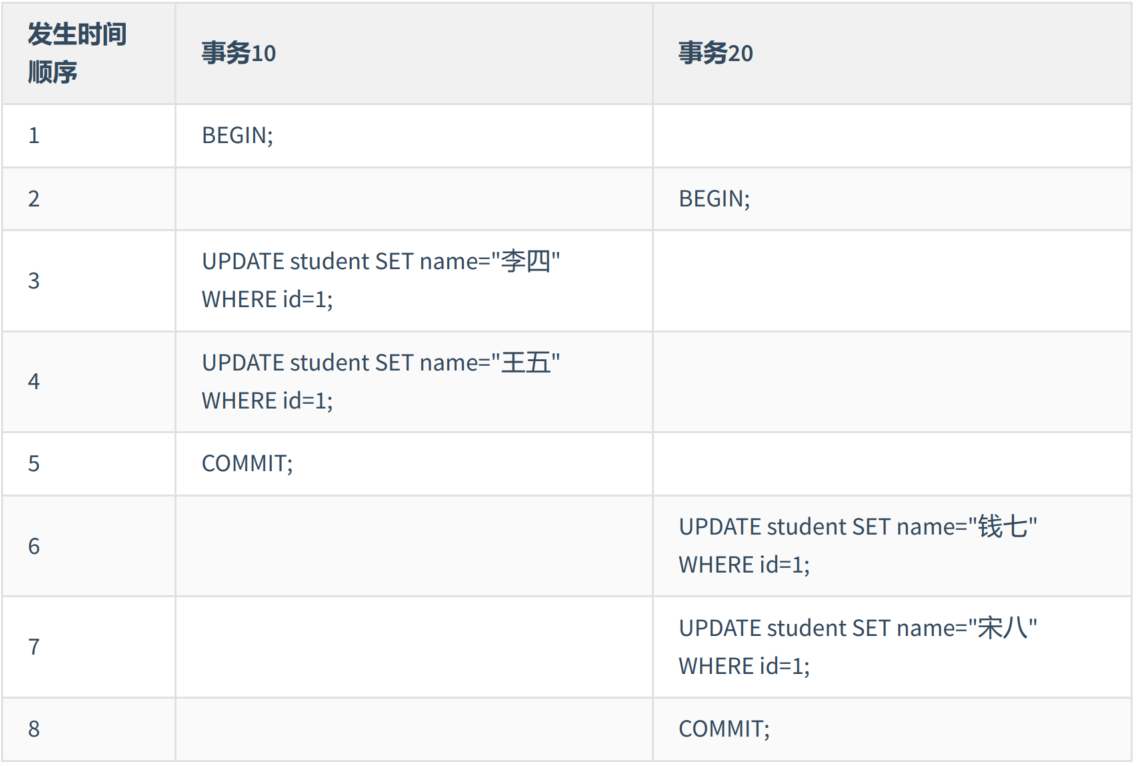 发生时间
顺序
事务10
事务20
1
BEGIN;
2
BEGIN;
3
UPDATE student SET name="李四"
WHERE id=1;
4
UPDATE student SET name="王五"
WHERE id=1;
5
COMMIT;
6
UPDATE student SET name="钱七"
WHERE id=1;
7
UPDATE student SET name="宋八"
WHERE id=1;
8
COMMIT;